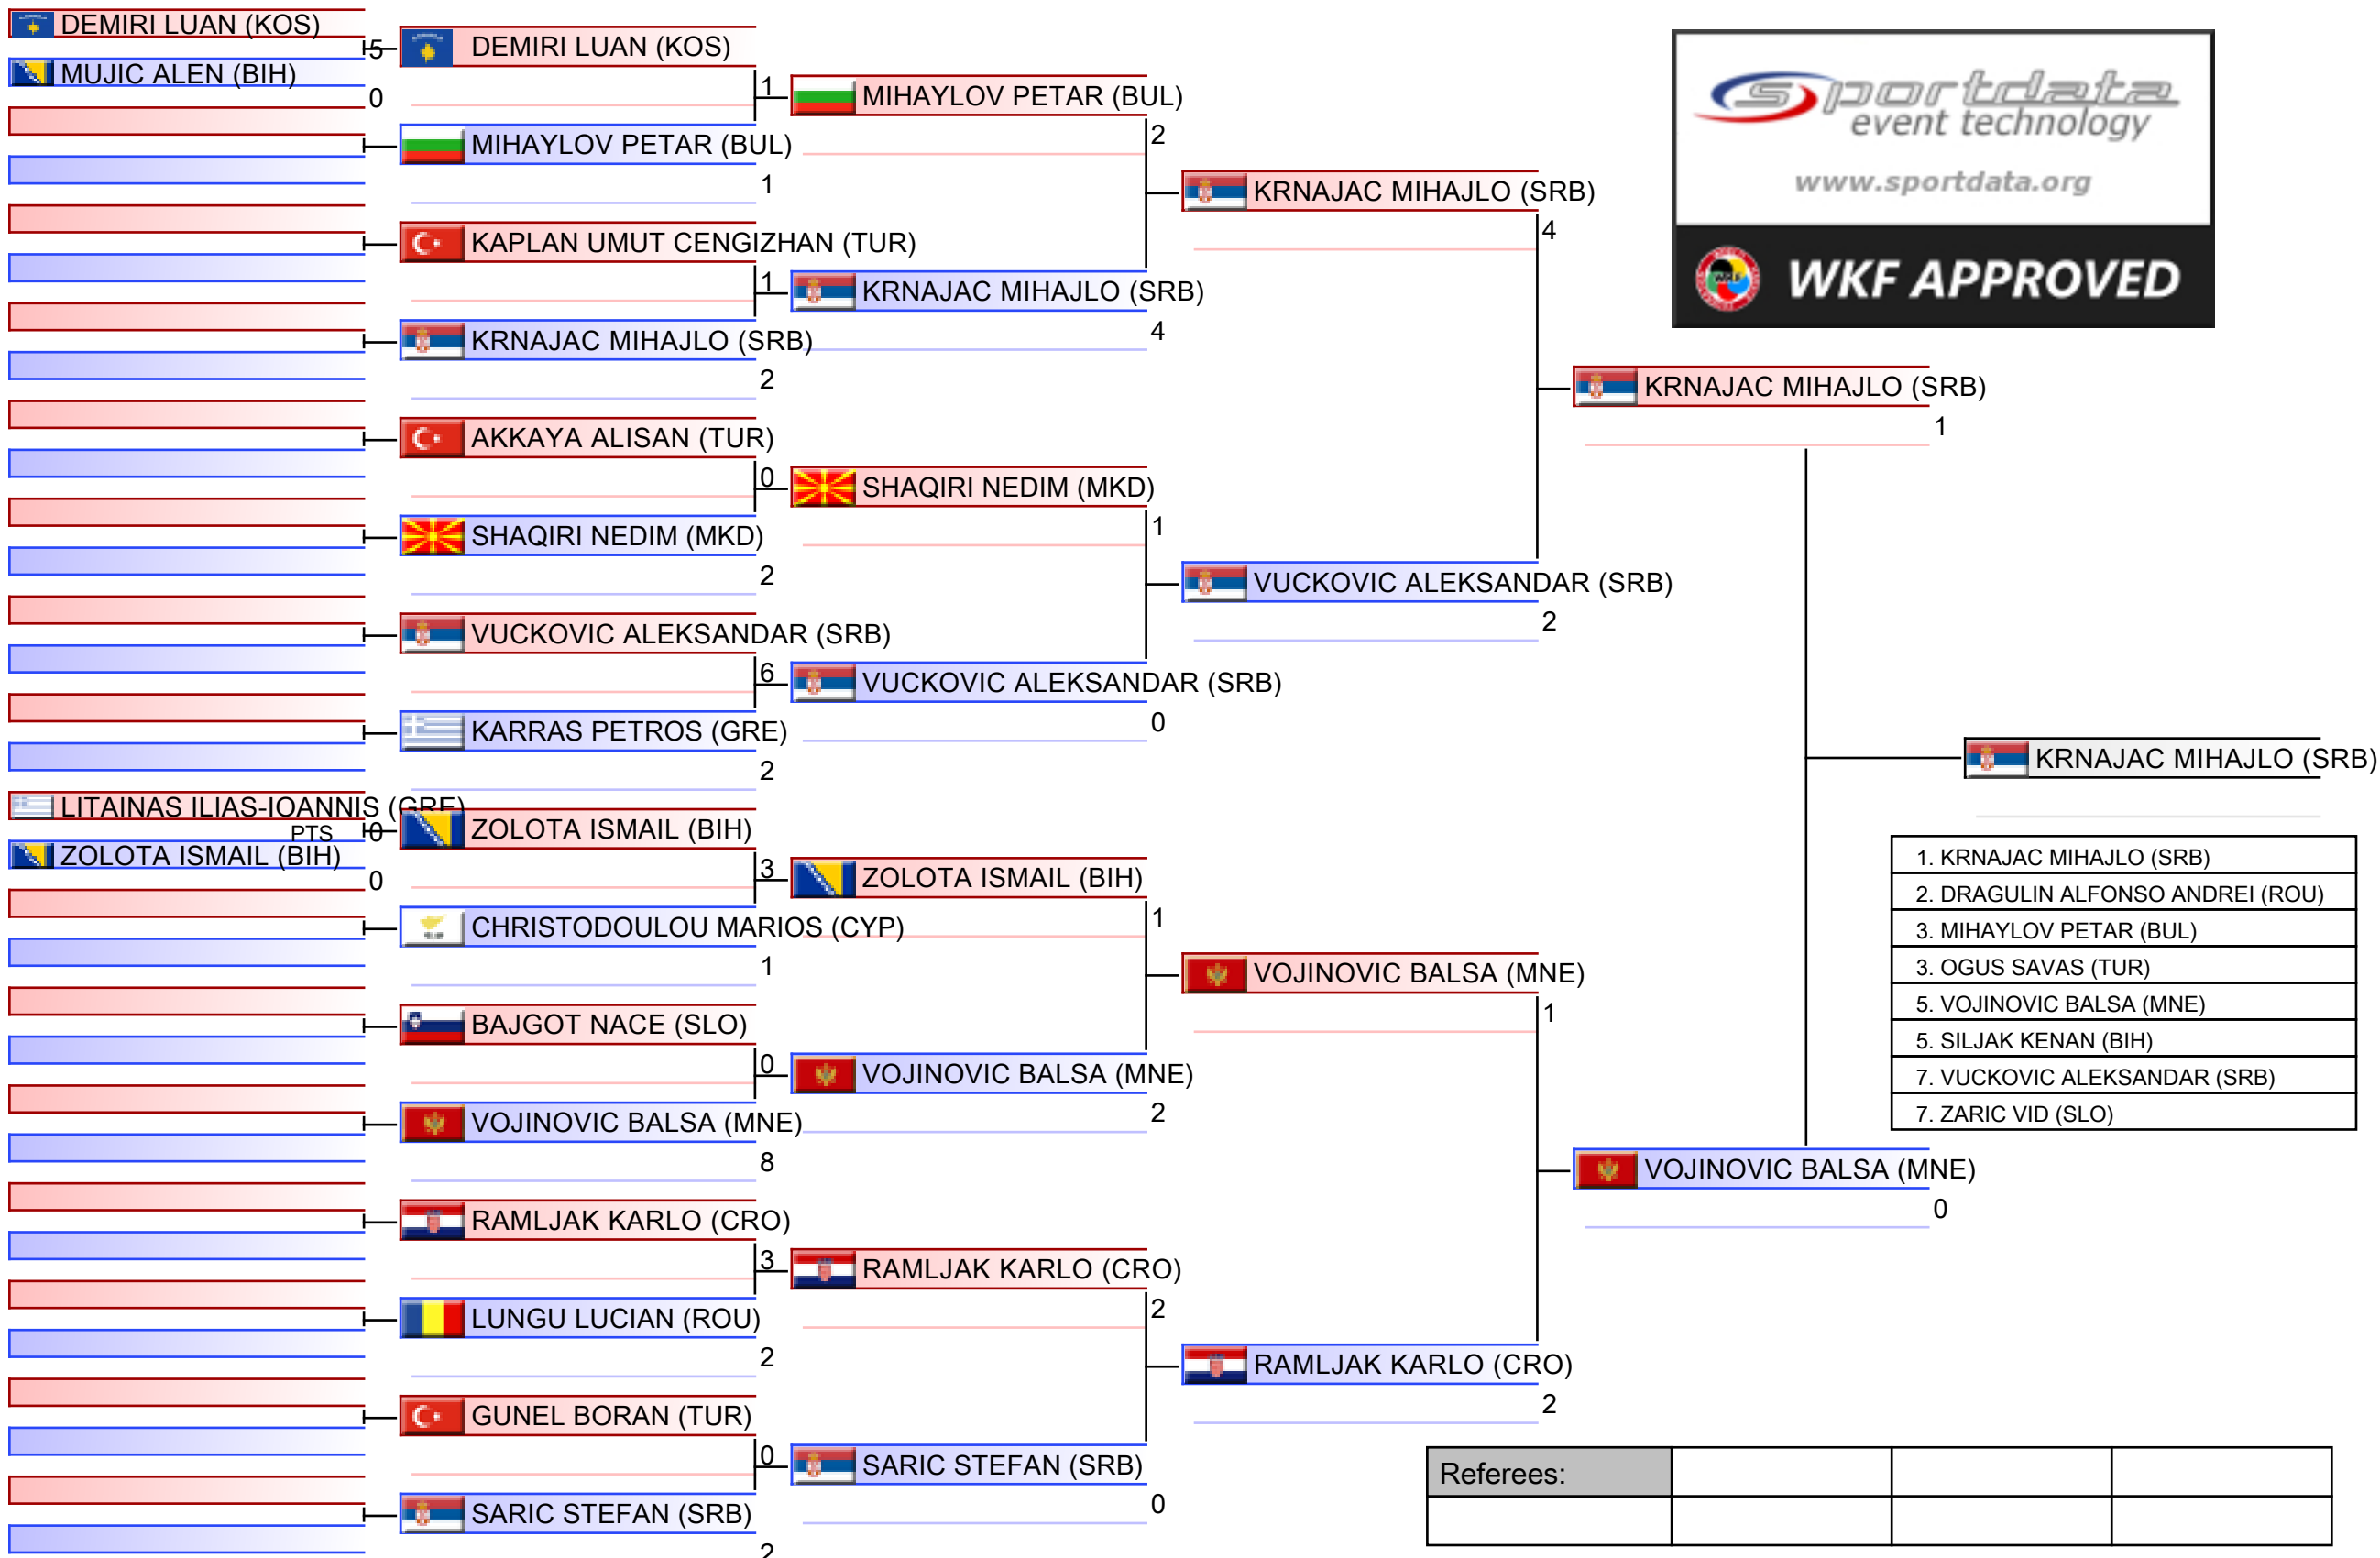 DEMIRI LUAN (KOS)
5
MUJIC ALEN (BIH)
0
LITAINAS ILIAS-IOANNIS (GRE)
PTS 0
ZOLOTA ISMAIL (BIH)
0
DEMIRI LUAN (KOS)
1
MIHAYLOV PETAR (BUL)
1
KAPLAN UMUT CENGIZHAN (TUR)
1
KRNAJAC MIHAJLO (SRB)
2
AKKAYA ALISAN (TUR)
0
SHAQIRI NEDIM (MKD)
2
VUCKOVIC ALEKSANDAR (SRB)
6
KARRAS PETROS (GRE)
2
ZOLOTA ISMAIL (BIH)
3
CHRISTODOULOU MARIOS (CYP)
1
BAJGOT NACE (SLO)
0
VOJINOVIC BALSA (MNE)
8
RAMLJAK KARLO (CRO)
3
LUNGU LUCIAN (ROU)
2
GUNEL BORAN (TUR)
0
SARIC STEFAN (SRB)
2
MIHAYLOV PETAR (BUL)
2
KRNAJAC MIHAJLO (SRB)
4
SHAQIRI NEDIM (MKD)
1
VUCKOVIC ALEKSANDAR (SRB)
0
ZOLOTA ISMAIL (BIH)
1
VOJINOVIC BALSA (MNE)
2
RAMLJAK KARLO (CRO)
2
SARIC STEFAN (SRB)
0
KRNAJAC MIHAJLO (SRB)
4
VUCKOVIC ALEKSANDAR (SRB)
2
VOJINOVIC BALSA (MNE)
1
RAMLJAK KARLO (CRO)
2
KRNAJAC MIHAJLO (SRB)
1
VOJINOVIC BALSA (MNE)
0
KRNAJAC MIHAJLO (SRB)
sportdata
event technology
www.sportdata.org
WKF
WKF APPROVED
1. KRNAJAC MIHAJLO (SRB)
2. DRAGULIN ALFONSO ANDREI (ROU)
3. MIHAYLOV PETAR (BUL)
3. OGUS SAVAS (TUR)
5. VOJINOVIC BALSA (MNE)
5. SILJAK KENAN (BIH)
7. VUCKOVIC ALEKSANDAR (SRB)
7. ZARIC VID (SLO)
Referees: